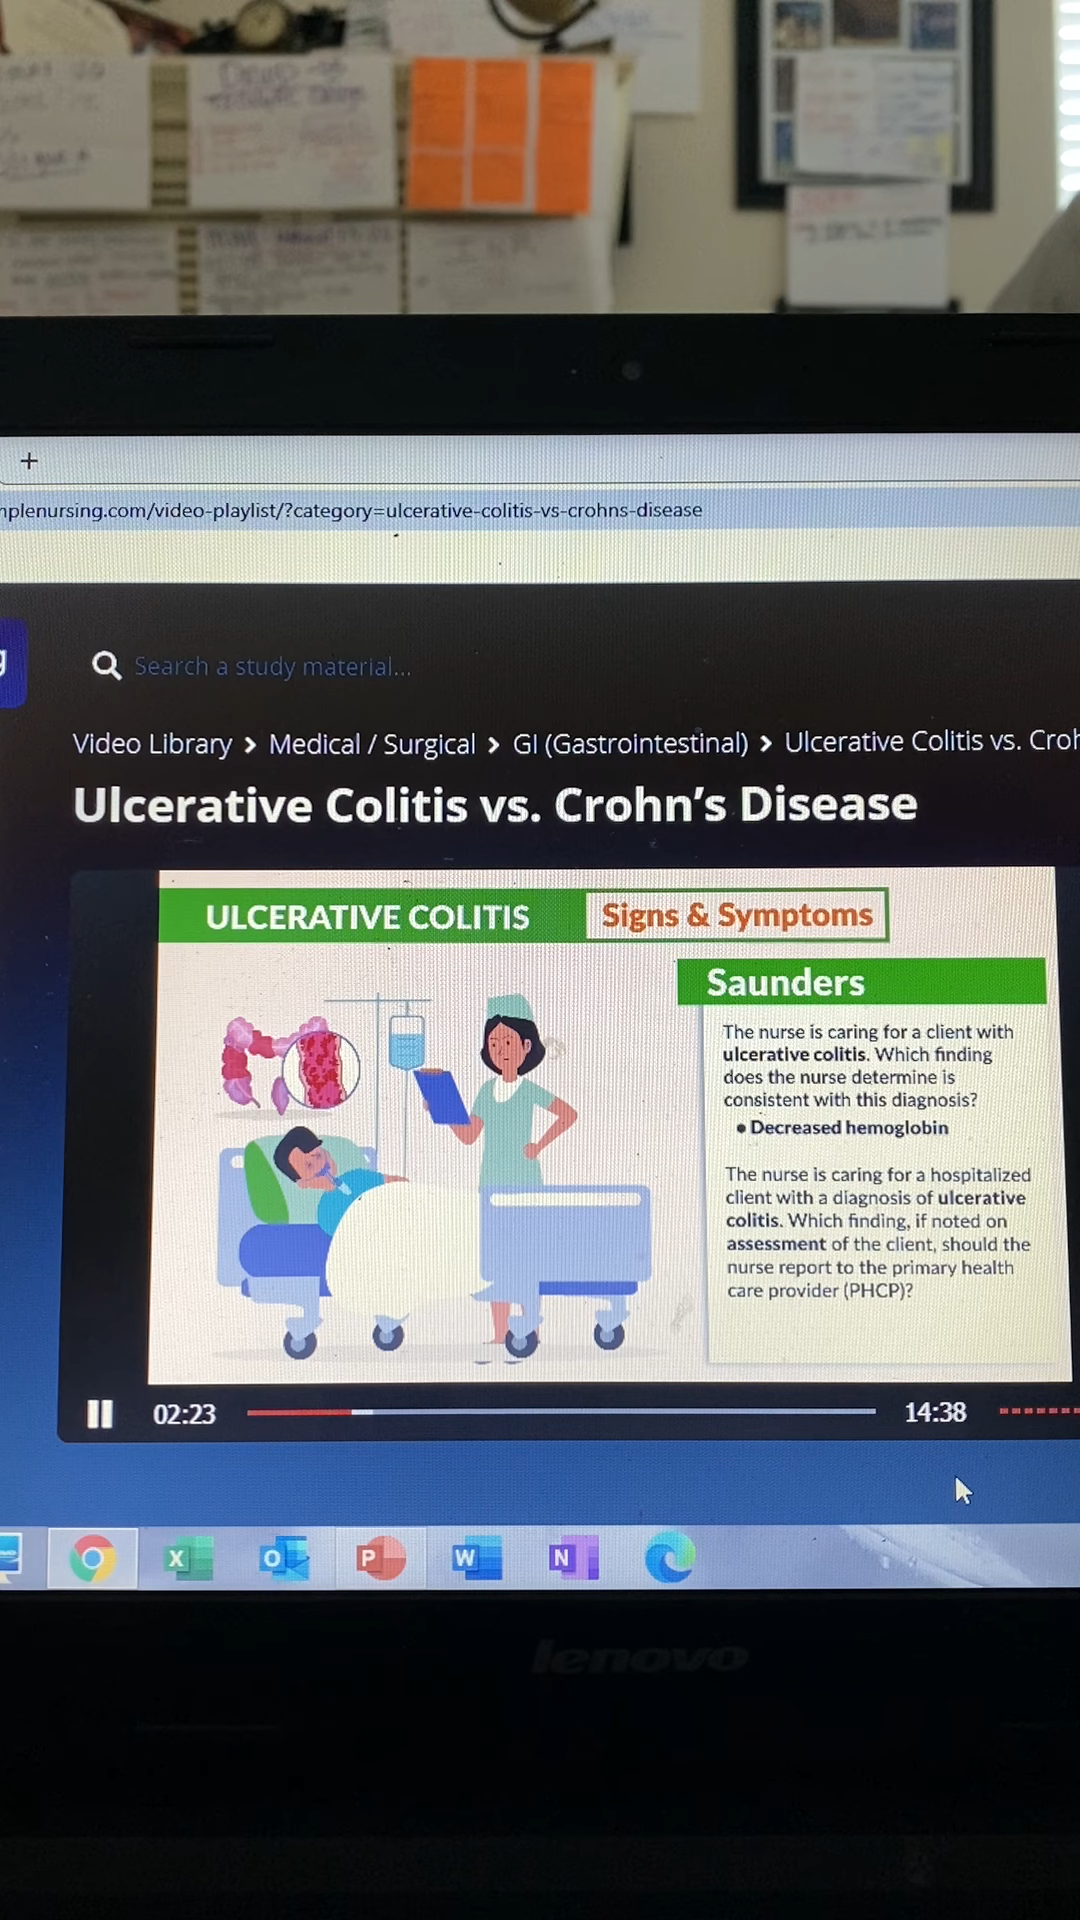 +
nplenursing.com/video-playlist/?category=ulcerative-colitis-vs-crohns-disease
g
Search a study material...
Video Library > Medical / Surgical > GI (Gastrointestinal) > Ulcerative Colitis vs. Croh
Ulcerative Colitis vs. Crohn's Disease
ULCERATIVE COLITIS
Signs & Symptoms
Saunders
The nurse is caring for a client with
ulcerative colitis. Which finding
does the nurse determine is
consistent with this diagnosis?
• Decreased hemoglobin
The nurse is caring for a hospitalized
client with a diagnosis of ulcerative
colitis. Which finding, if noted on
assessment of the client, should the
nurse report to the primary health
care provider (PHCP)?
02:23
14:38
X
O
P
W
N
lenovo